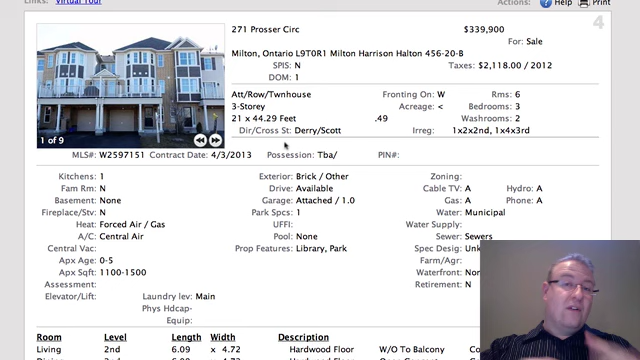 Links: Virtual Tour Actions: Help Print
4
271 Prosser Circ $339,900
For: Sale
Milton, Ontario L9T0R1 Milton Harrison Halton 456-20-B
SPIS: N Taxes: $2,118.00 / 2012
DOM: 1
Att/Row/Twnhouse Fronting On: W Rms: 6
3-Storey Acreage: < Bedrooms: 3
21 x 44.29 Feet .49 Washrooms: 2
Dir/Cross St: Derry/Scott Irreg: 1x2x2nd, 1x4x3rd
1 of 9
MLS#: W2597151 Contract Date: 4/3/2013 Possession: Tba/ PIN#:
Kitchens: 1 Exterior: Brick / Other Zoning:
Fam Rm: N Drive: Available Cable TV: A Hydro: A
Basement: None Garage: Attached / 1.0 Gas: A Phone: A
Fireplace/Stv: N Park Spcs: 1 Water: Municipal
Heat: Forced Air / Gas UFFI: Water Supply:
A/C: Central Air Pool: None Sewer: Sewers
Central Vac: Prop Features: Library, Park Spec Desig: Unk
Apx Age: 0-5 Farm/Agr:
Apx Sqft: 1100-1500 Waterfront: Non
Assessment: Retirement: N
Elevator/Lift: Laundry lev: Main
Phys Hdcap-
Equip:
Room Level Length Width Description
Living 2nd 6.09 x 4.72 Hardwood Floor W/O To Balcony